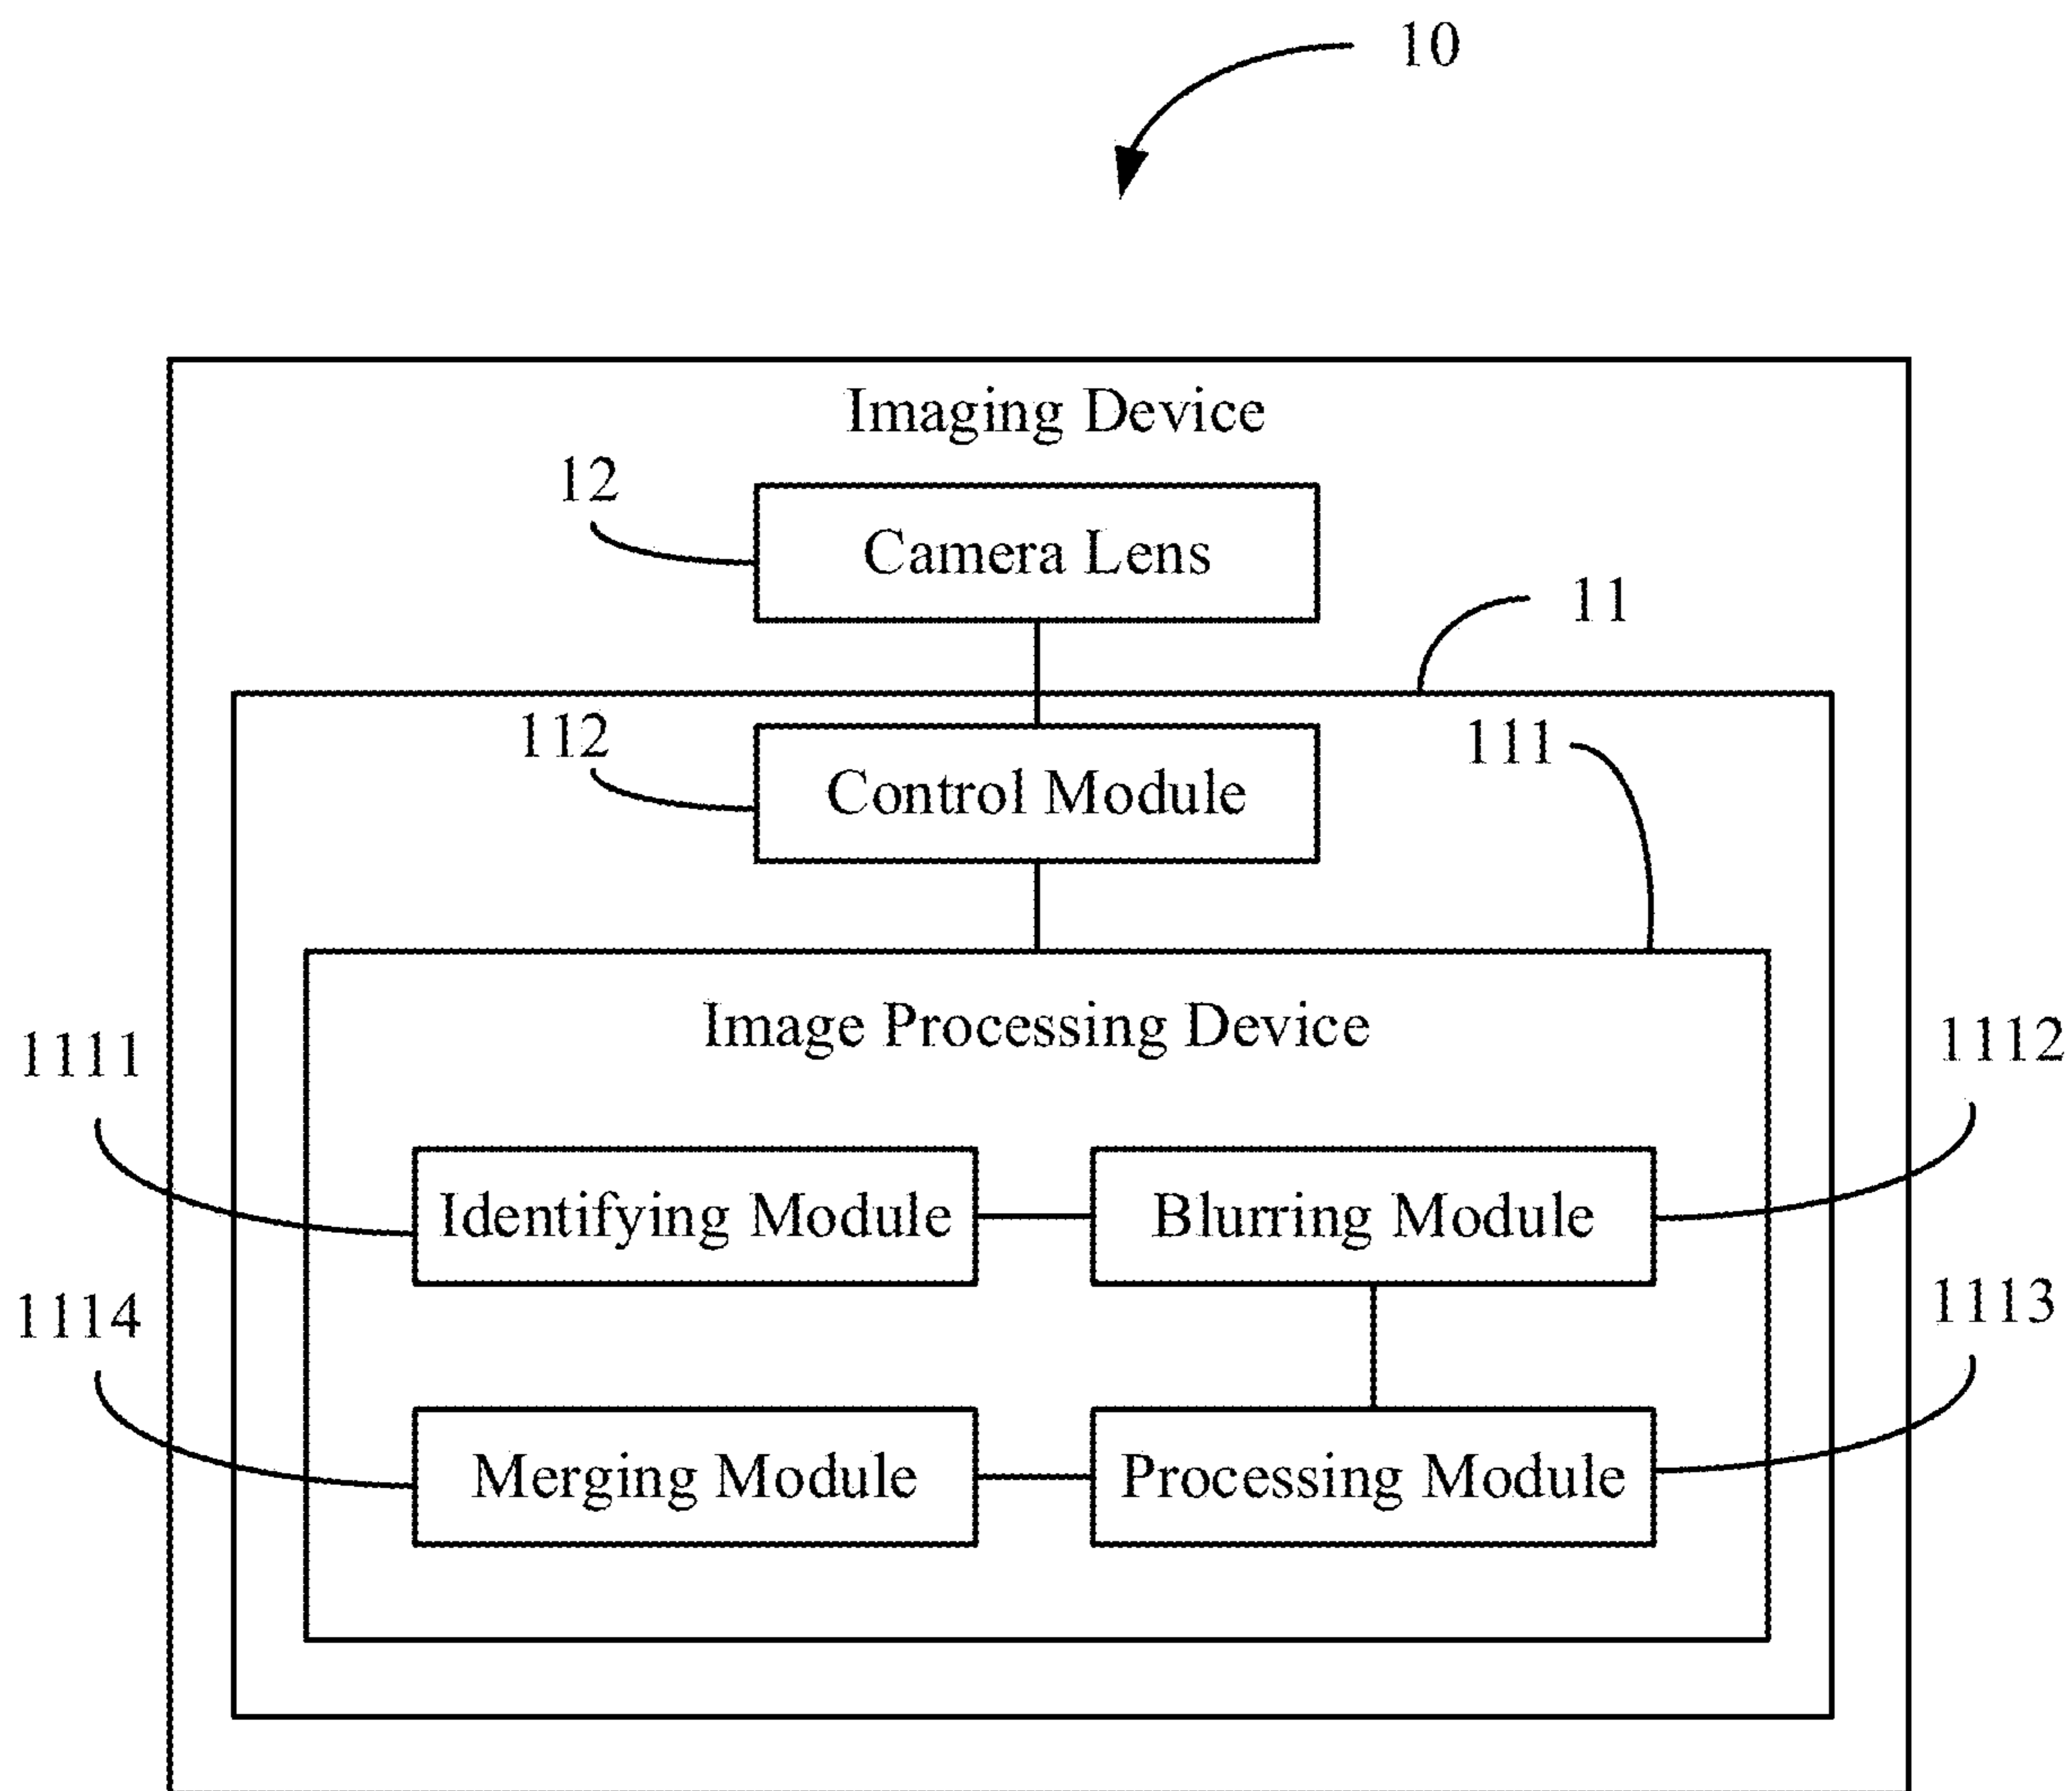 10
Imaging Device
12
Camera Lens
11
112
111
Control Module
Image Processing Device
1111
1112
Identifying Module
Blurring Module
1114
1113
Merging Module
Processing Module